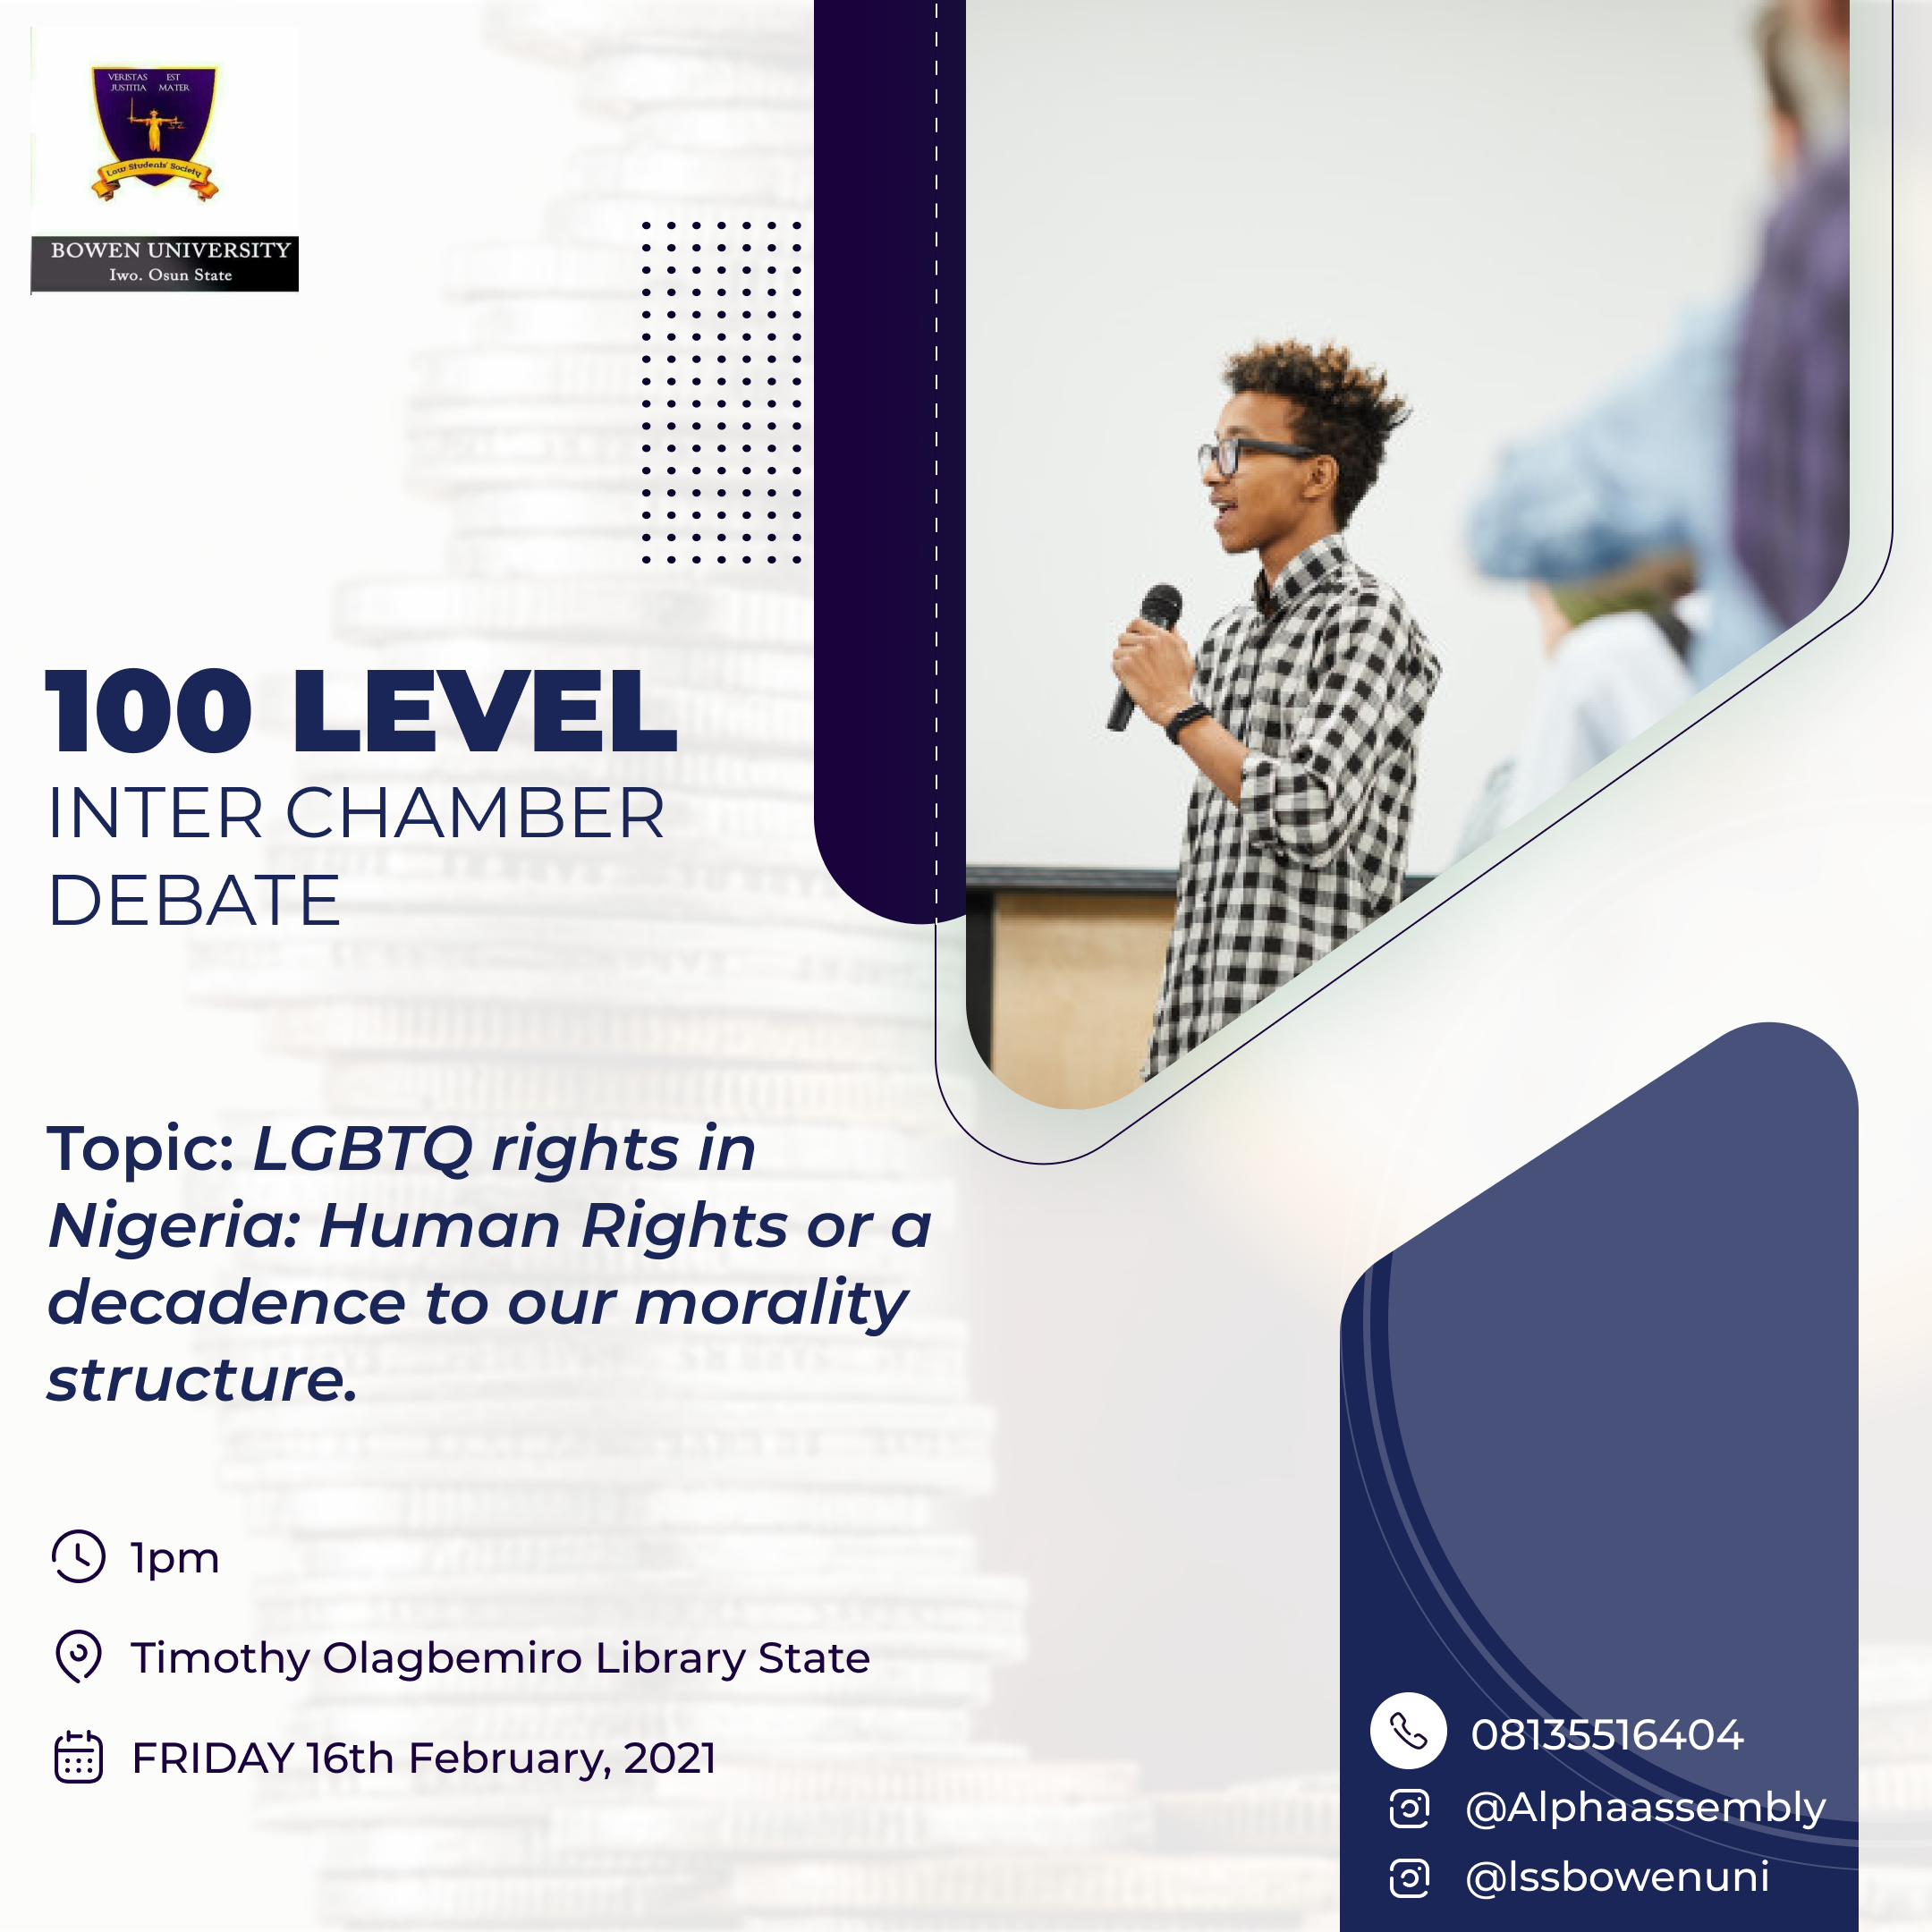 VERISTAS EST
JUSTITIA MATER
Law Students' Society
BOWEN UNIVERSITY
Iwo. Osun State
100 LEVEL
INTER CHAMBER
DEBATE
Topic: LGBTQ rights in
Nigeria: Human Rights or a
decadence to our morality
structure.
1pm
Timothy Olagbemiro Library State
FRIDAY 16th February, 2021
08135516404
@Alphaassembly
@lssbowenuni